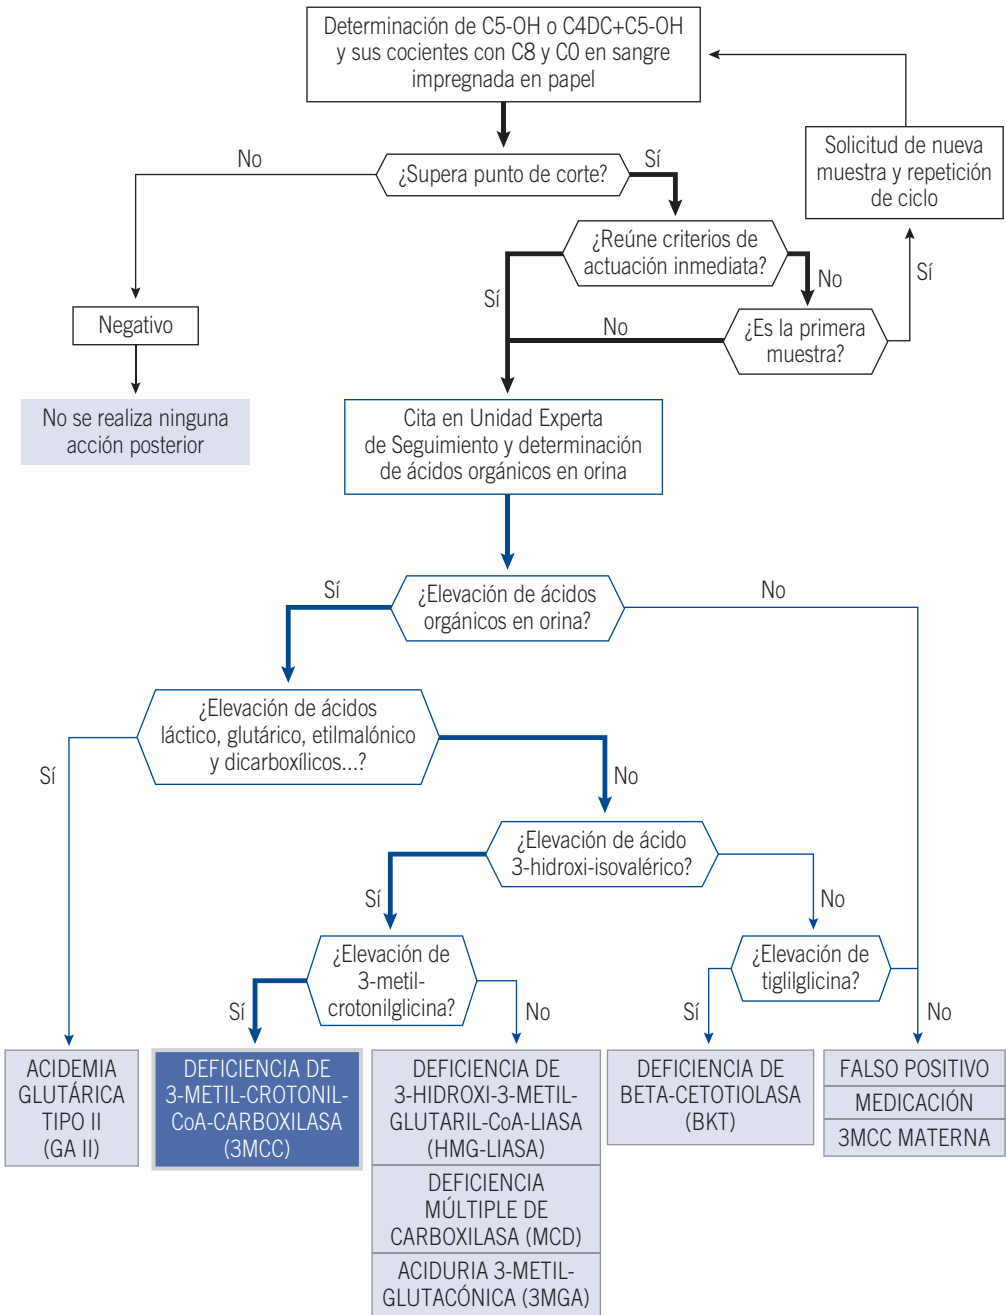 Determinación de C5-OH o C4DC+C5-OH
y sus cocientes con C8 y C0 en sangre
impregnada en papel
Solicitud de nueva
muestra y repetición
de ciclo
No
¿Supera punto de corte?
Sí
¿Reúne criterios de
actuación inmediata?
Sí
No
Sí
Negativo
No
¿Es la primera
muestra?
No se realiza ninguna
acción posterior
Cita en Unidad Experta
de Seguimiento y determinación
de ácidos orgánicos en orina
Sí
¿Elevación de ácidos
orgánicos en orina?
No
¿Elevación de ácidos
láctico, glutárico, etilmalónico
y dicarboxílicos...?
Sí
No
¿Elevación de ácido
3-hidroxi-isovalérico?
Sí
No
¿Elevación de
3-metil-
crotonilglicina?
¿Elevación de
tiglilglicina?
Sí
No
Sí
No
ACIDEMIA
GLUTÁRICA
TIPO II
(GA II)
DEFICIENCIA DE
3-METIL-CROTONIL-
CoA-CARBOXILASA
(3MCC)
DEFICIENCIA DE
3-HIDROXI-3-METIL-
GLUTARIL-CoA-LIASA
(HMG-LIASA)
DEFICIENCIA
MÚLTIPLE DE
CARBOXILASA (MCD)
ACIDURIA 3-METIL-
GLUTACÓNICA (3MGA)
DEFICIENCIA DE
BETA-CETOTIOLASA
(BKT)
FALSO POSITIVO
MEDICACIÓN
3MCC MATERNA